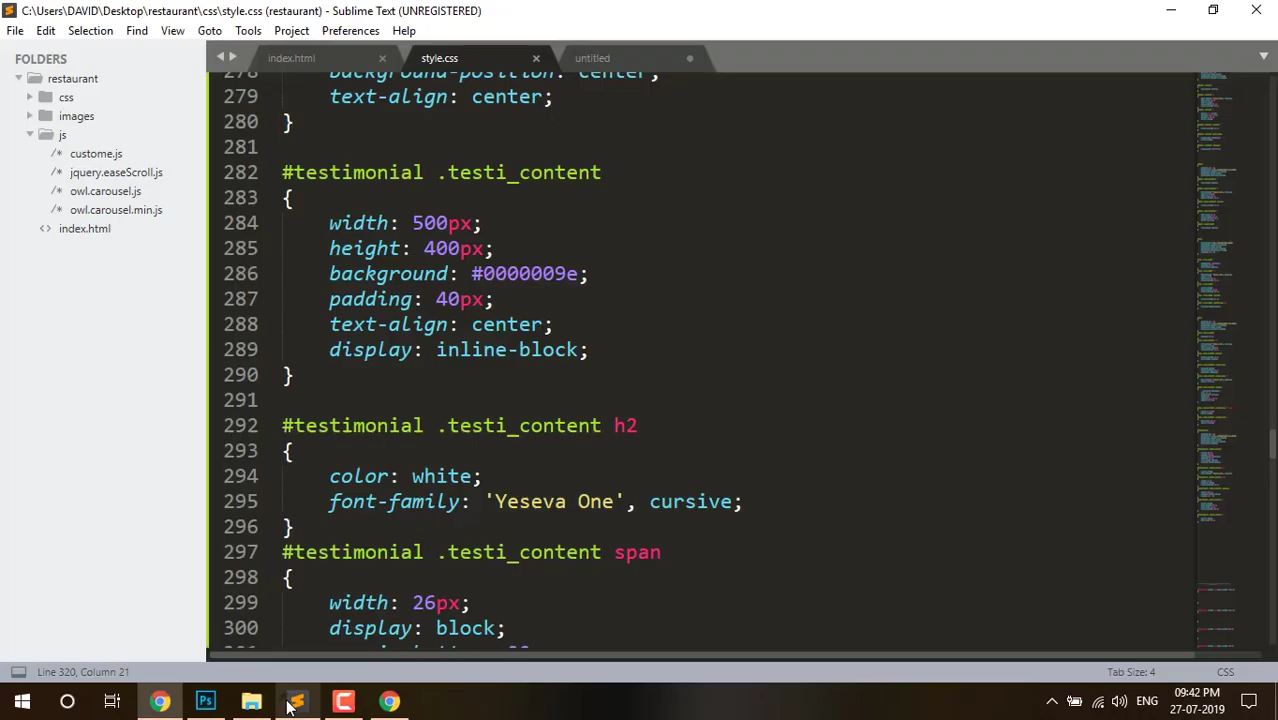 C:\Users\DAVID\Desktop\restaurant\css\style.css (restaurant) - Sublime Text (UNREGISTERED)
File Edit Selection View Goto Tools Project Preferences Help
FOLDERS
restaurant
css
images
js
/* custome.js
/* jquery.easeScroll.js
/* owl.carousel.js
/* owl.carousel.min.js
<> index.html
index.html style.css untitled
278 background-position: center;
279 text-align: center;
280 }
281
282 #testimonial .testi_content
283 {
284 width: 500px;
285 height: 400px;
286 background: #0000009e;
287 padding: 40px;
288 text-align: center;
289 display: inline-block;
290 }
291
292 #testimonial .testi_content h2
293 {
294 color: white;
295 font-family: 'Yeseva One', cursive;
296 }
297 #testimonial .testi_content span
298 {
299 width: 26px;
300 display: block;
Line 320, Column 21
Tab Size: 4 CSS
Ps
ENG
09:42 PM
27-07-2019